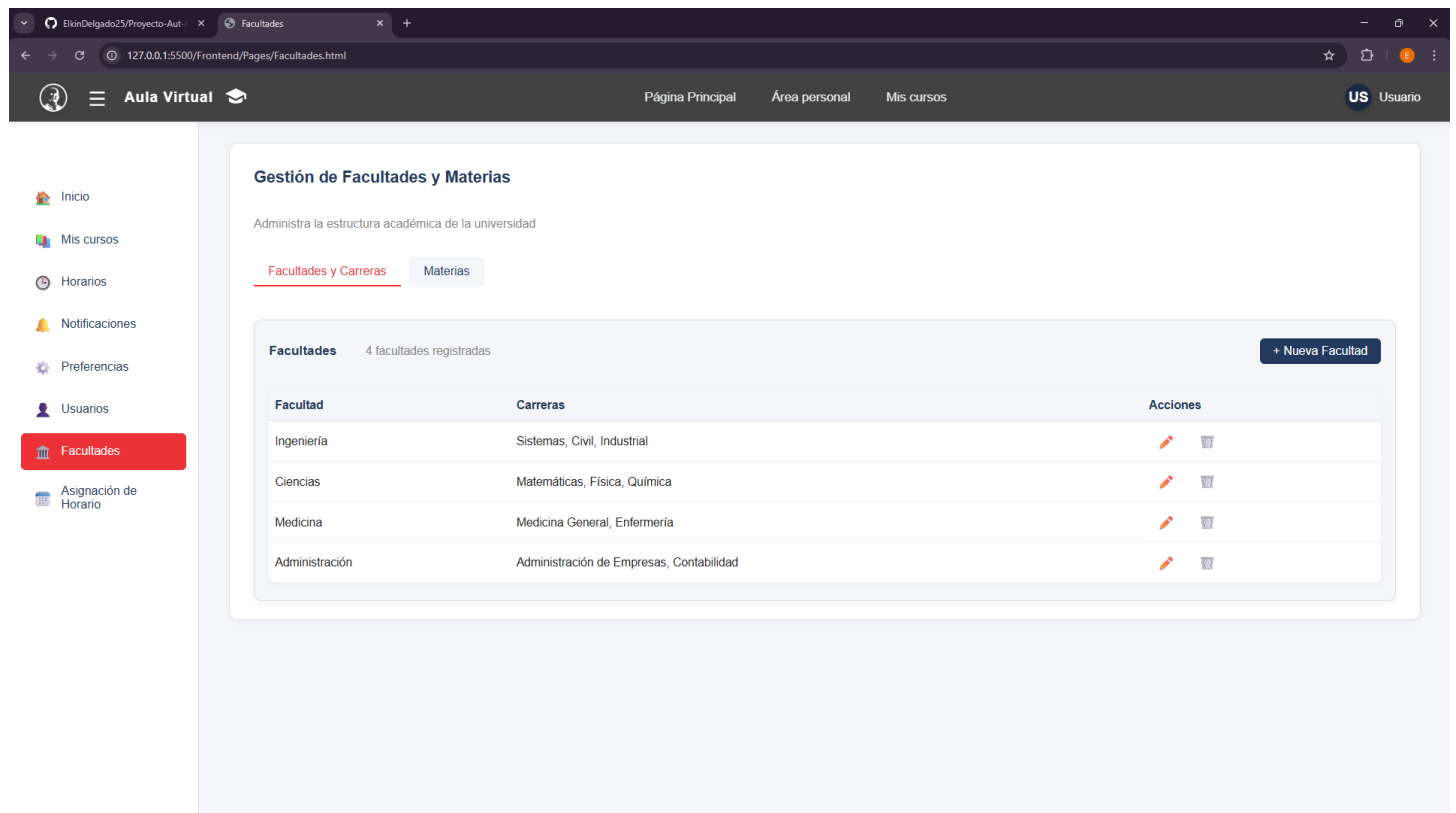 ElkinDelgado25/Proyecto-Aut-
Facultades
127.0.0.1:5500/Frontend/Pages/Facultades.html
E
Aula Virtual
Página Principal
Área personal
Mis cursos
US Usuario
Inicio
Mis cursos
Horarios
Notificaciones
Preferencias
Usuarios
Facultades
Asignación de
Horario
Gestión de Facultades y Materias
Administra la estructura académica de la universidad
Facultades y Carreras
Materias
Facultades 4 facultades registradas
+ Nueva Facultad
Facultad Carreras Acciones
Ingeniería Sistemas, Civil, Industrial
Ciencias Matemáticas, Física, Química
Medicina Medicina General, Enfermería
Administración Administración de Empresas, Contabilidad